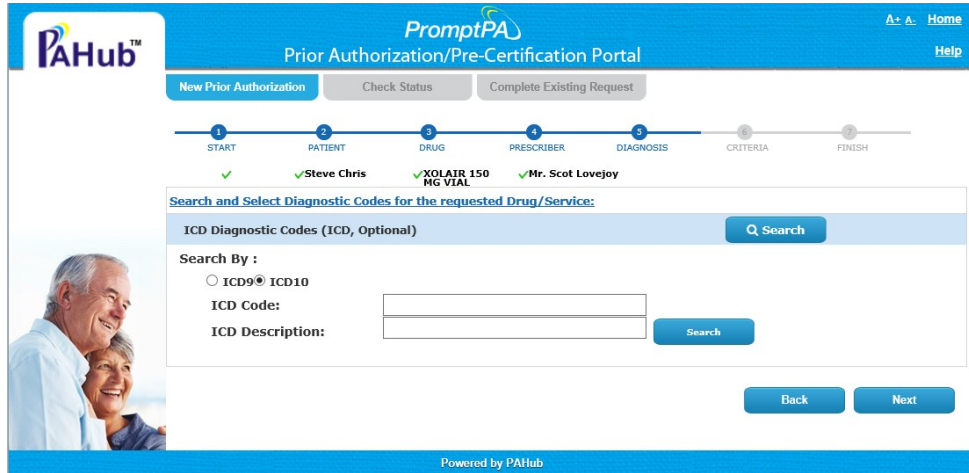 PAHub™
PromptPA
Prior Authorization/Pre-Certification Portal
A+ A- Home
Help
New Prior Authorization Check Status Complete Existing Request
1 2 3 4 5 6 7
START PATIENT DRUG PRESCRIBER DIAGNOSIS CRITERIA FINISH
Steve Chris XOLAIR 150 Mr. Scot Lovejoy
MG VIAL
Search and Select Diagnostic Codes for the requested Drug/Service:
ICD Diagnostic Codes (ICD, Optional) Search
Search By :
ICD9 ICD10
ICD Code:
ICD Description: Search
Back Next
Powered by PAHub